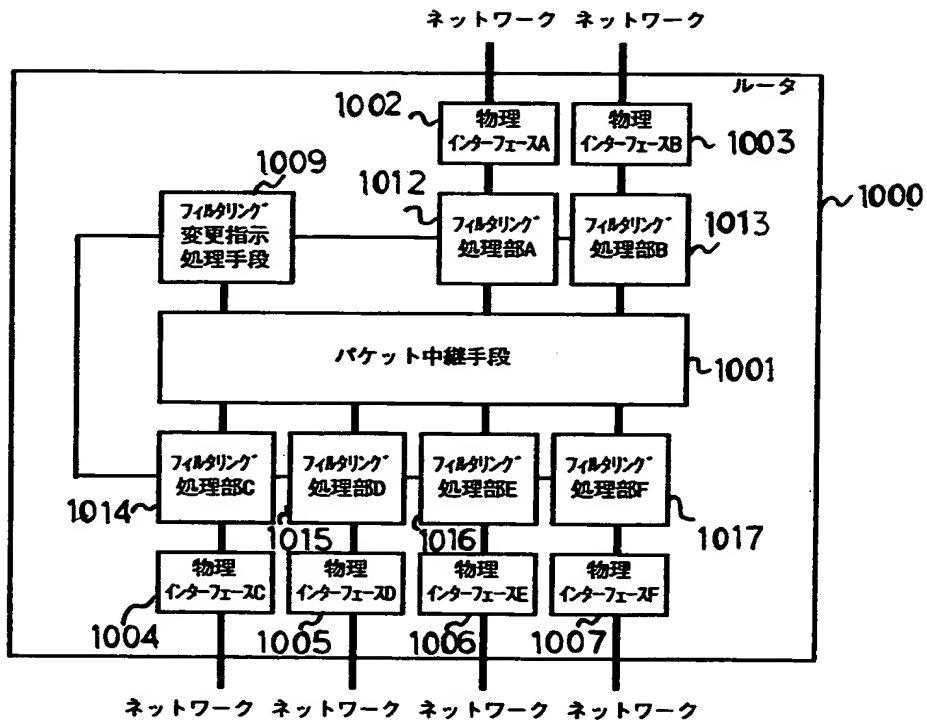 ネットワーク ネットワーク
ルータ
1002
物理
インターフェースA
物理
インターフェースB
1003
1009
1012
1000
フィルタリング
変更指示
処理手段
フィルタリング
処理部A
フィルタリング
処理部B
1013
パケット中継手段
1001
フィルタリング
処理部C
フィルタリング
処理部D
フィルタリング
処理部E
フィルタリング
処理部F
1014
1015
1016
1017
物理
インターフェースC
物理
インターフェースD
物理
インターフェースE
物理
インターフェースF
1004
1005
1006
1007
ネットワーク ネットワーク ネットワーク ネットワーク